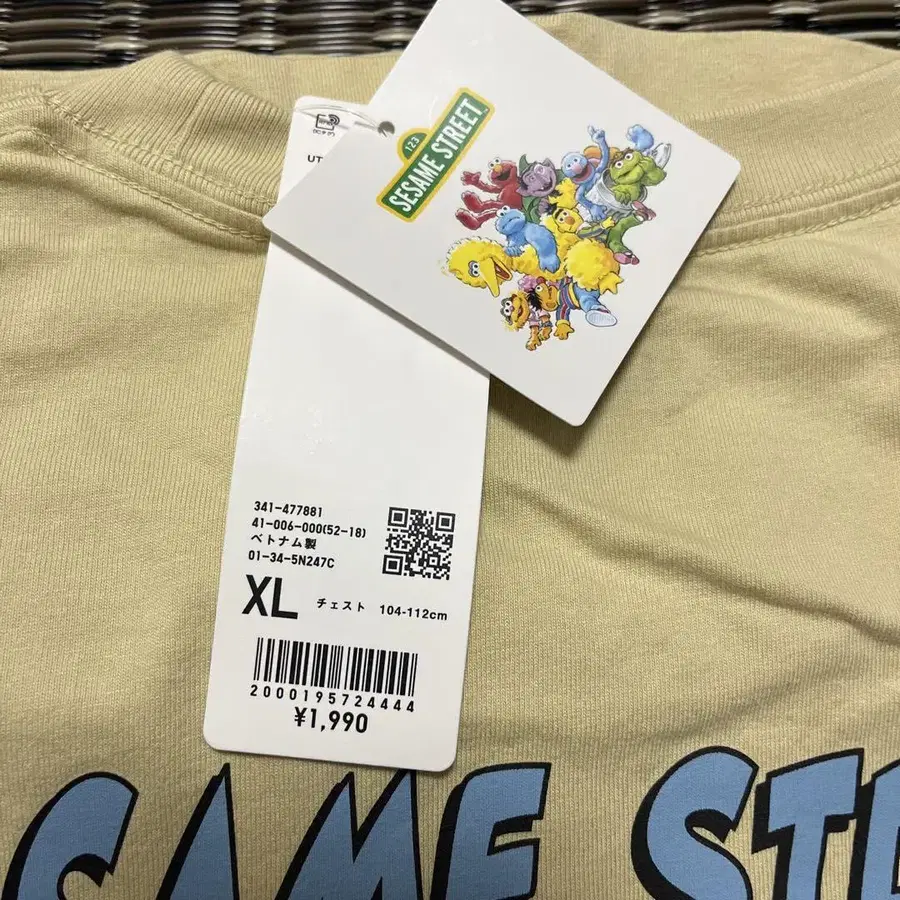 123
SESAME STREET
UT
341-477881
41-006-000(52-18)
ベトナム製
01-34-5N247C
XL チェスト 104-112cm
2000195724444
¥1,990
SAME ST